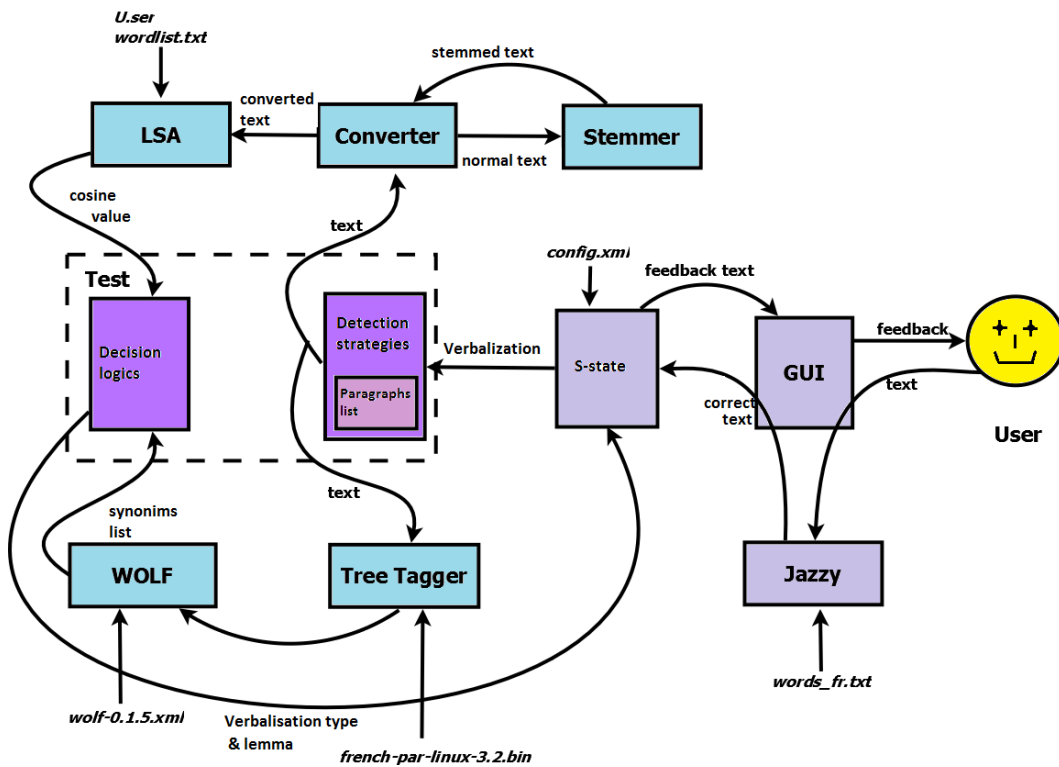 U.ser
wordlist.txt
stemmed text
LSA
converted
text
Converter
normal text
Stemmer
cosine
value
text
Test
config.xml
feedback text
Decision
logics
Detection
strategies
Paragraphs
list
Verbalization
S-state
GUI
feedback
text
correct
text
User
text
synonims
list
WOLF
Tree Tagger
Jazzy
wolf-0.1.5.xml
Verbalisation type
& lemma
french-par-linux-3.2.bin
words_fr.txt